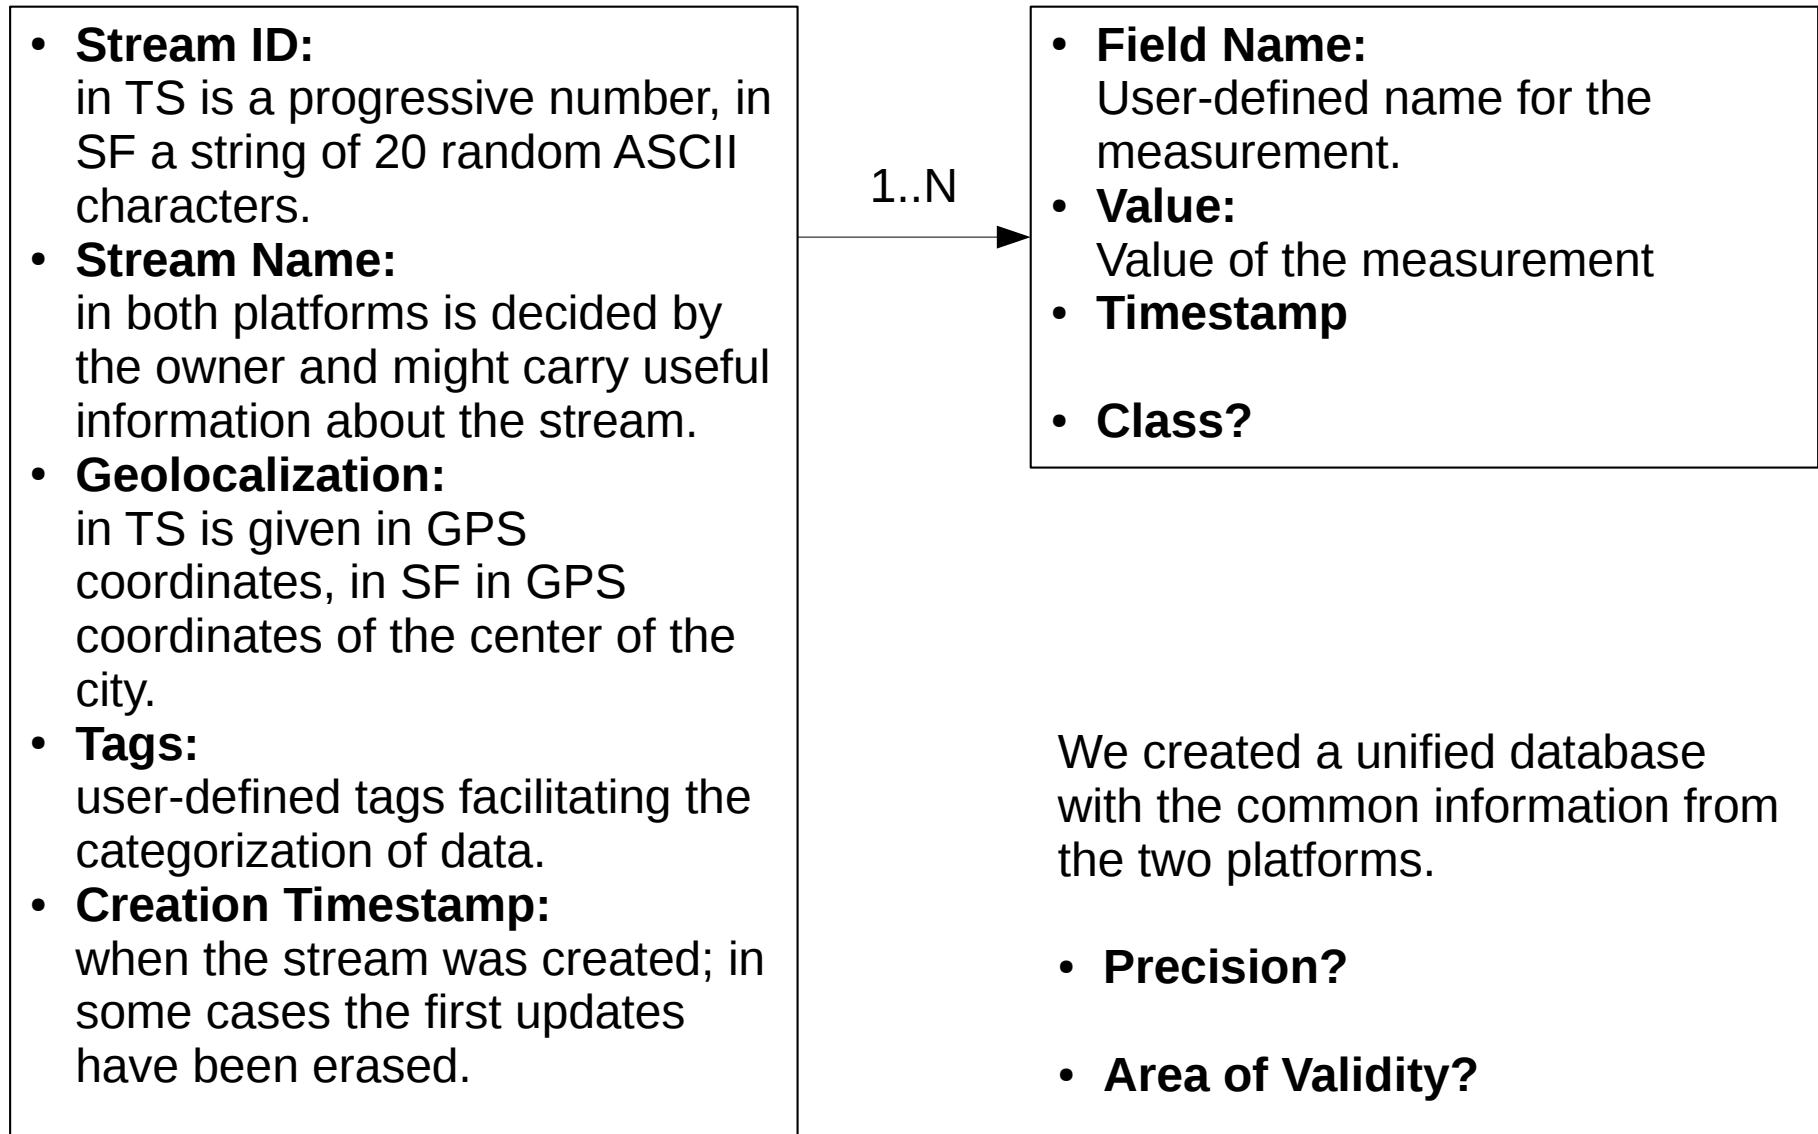 • Stream ID:
in TS is a progressive number, in
SF a string of 20 random ASCII
characters.
• Stream Name:
in both platforms is decided by
the owner and might carry useful
information about the stream.
• Geolocalization:
in TS is given in GPS
coordinates, in SF in GPS
coordinates of the center of the
city.
• Tags:
user-defined tags facilitating the
categorization of data.
• Creation Timestamp:
when the stream was created; in
some cases the first updates
have been erased.
1..N
• Field Name:
User-defined name for the
measurement.
• Value:
Value of the measurement
• Timestamp
• Class?
We created a unified database
with the common information from
the two platforms.
• Precision?
• Area of Validity?